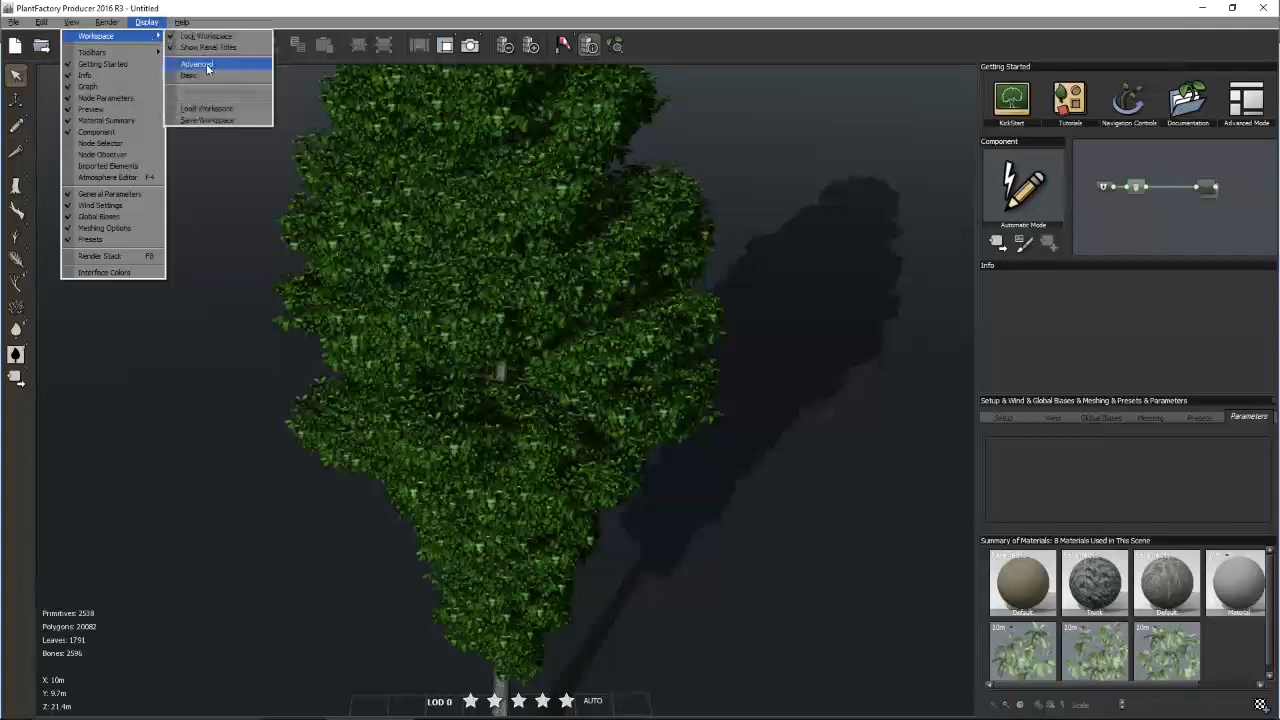 PlantFactory Producer 2016 R3 - Untitled
File Edit View Render Display Help
Workspace
Toolbars
Getting Started
Info
Graph
Node Parameters
Preview
Material Summary
Component
Node Selector
Node Observer
Imported Elements
Atmosphere Editor F4
General Parameters
Wind Settings
Global Biases
Meshing Options
Presets
Render Stack F8
Interface Colors
Lock Workspace
Show Panel Titles
Advanced
Basic
Load Workspace
Save Workspace
Getting Started
KickStart Tutorials Navigation Controls Documentation Advanced Mode
Component
Automatic Mode
Info
Setup & Wind & Global Biases & Meshing & Presets & Parameters
Setup Wind Global Biases Meshing Presets Parameters
Summary of Materials: 8 Materials Used in This Scene
Default Trunk Default Material
10m 10m 10m
Scale
Primitives: 2538
Polygons: 20082
Leaves: 1791
Bones: 2596
X: 10m
Y: 9.7m
Z: 21.4m
LOD 0 AUTO